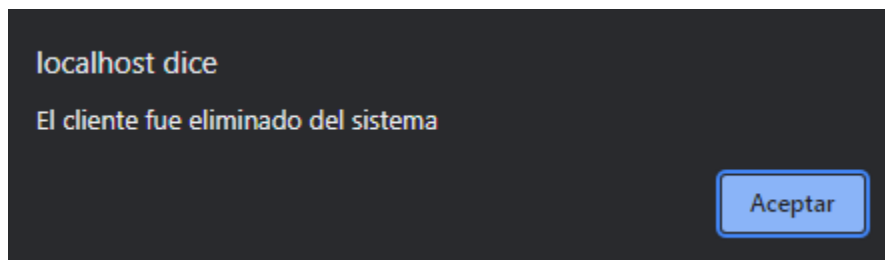 localhost dice
El cliente fue eliminado del sistema
Aceptar